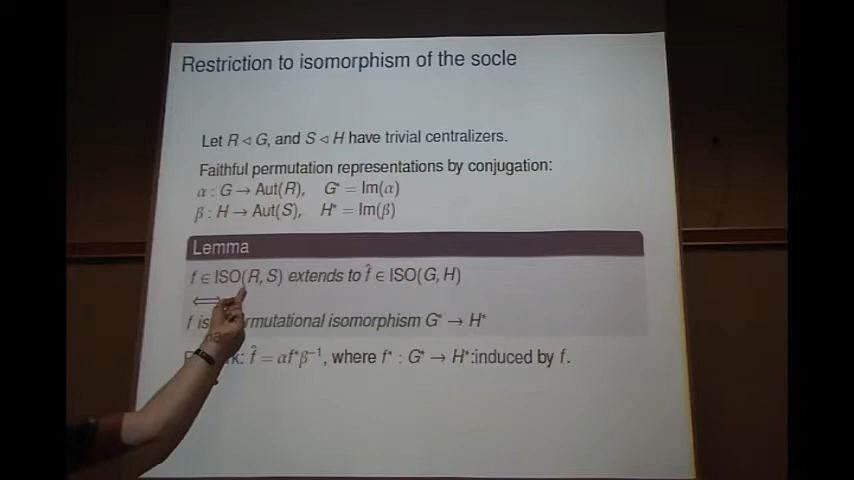 Restriction to isomorphism of the socle
Let R ◁ G, and S ◁ H have trivial centralizers.
Faithful permutation representations by conjugation:
α : G → Aut(R), G* = Im(α)
β : H → Aut(S), H* = Im(β)
Lemma
f ∈ ISO(R, S) extends to f̂ ∈ ISO(G, H)
⟺
f is rmutational isomorphism G* → H*
k: f̂ = αf*β⁻¹, where f* : G* → H*:induced by f.